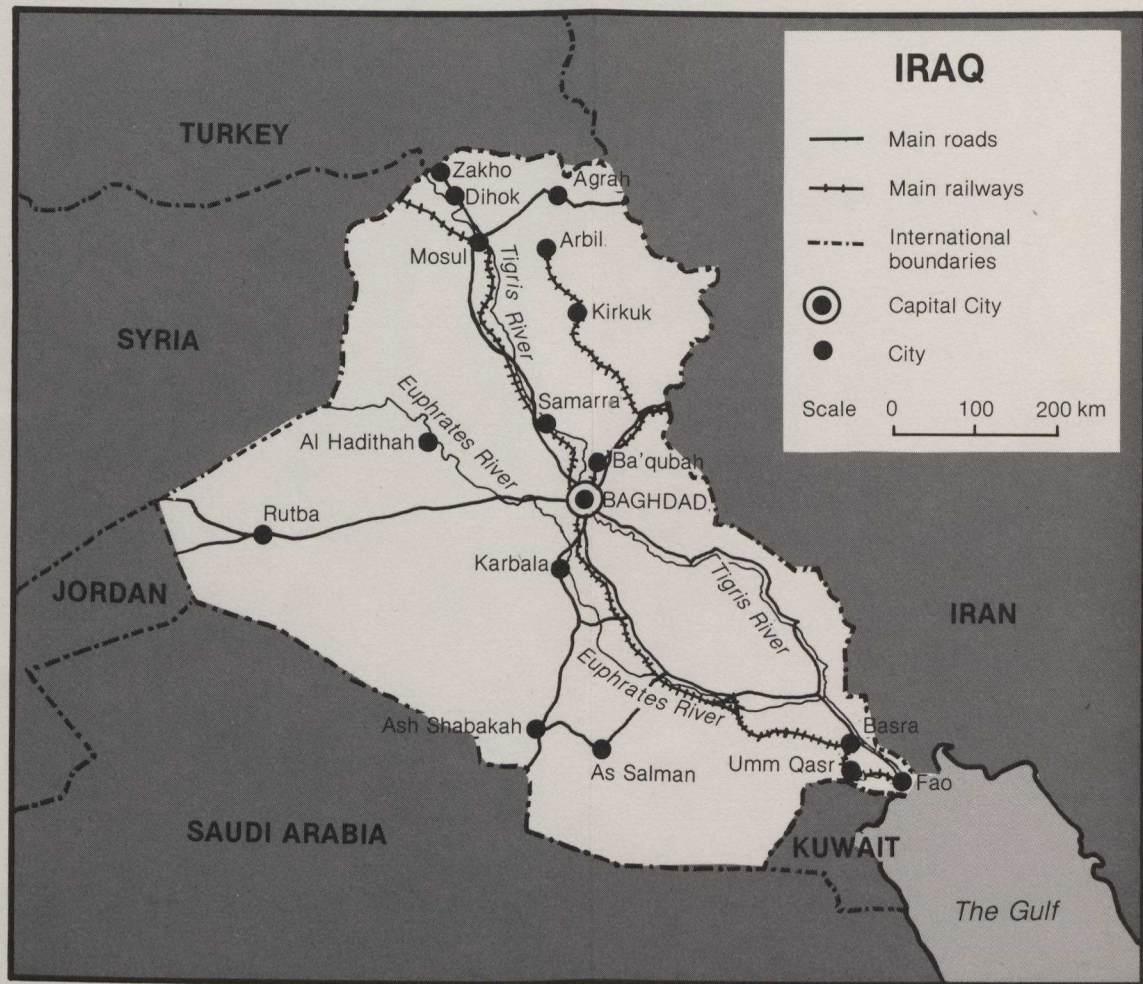 IRAQ
Main roads
Main railways
International
boundaries
Capital City
City
Scale 0 100 200 km
TURKEY
Zakho
Dihok
Agrah
Mosul
Arbil
Tigris River
Kirkuk
SYRIA
Euphrates River
Samarra
Al Hadithah
Ba'qubah
BAGHDAD
Rutba
Karbala
JORDAN
Tigris River
IRAN
Euphrates River
Ash Shabakah
As Salman
Basra
Umm Qasr
Fao
SAUDI ARABIA
KUWAIT
The Gulf